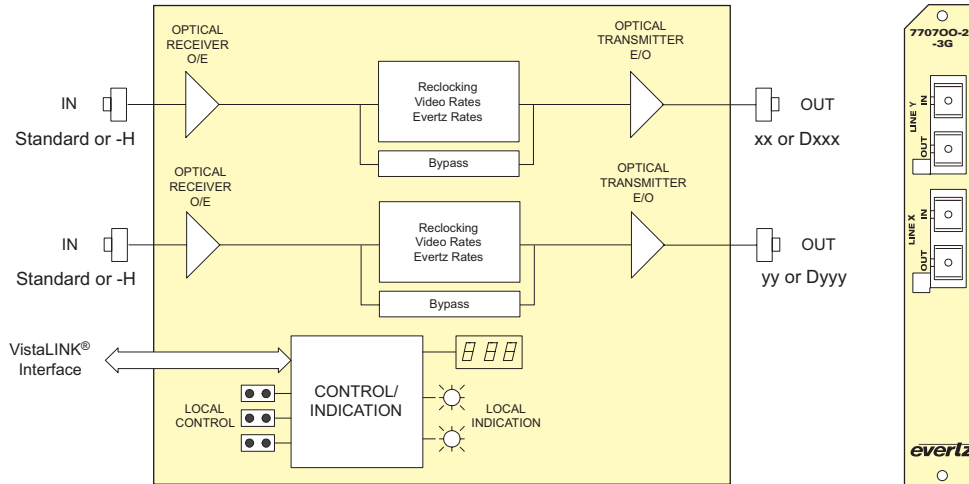 OPTICAL
RECEIVER
O/E
OPTICAL
TRANSMITTER
E/O
IN
Standard or -H
Reclocking
Video Rates
Evertz Rates
Bypass
OUT
xx or Dxxx
OPTICAL
RECEIVER
O/E
OPTICAL
TRANSMITTER
E/O
IN
Standard or -H
Reclocking
Video Rates
Evertz Rates
Bypass
OUT
yy or Dyyy
VistaLINK®
Interface
LOCAL
CONTROL
CONTROL/
INDICATION
LOCAL
INDICATION
7707OO-2
-3G
LINE Y
IN
OUT
LINE X
IN
OUT
evertz